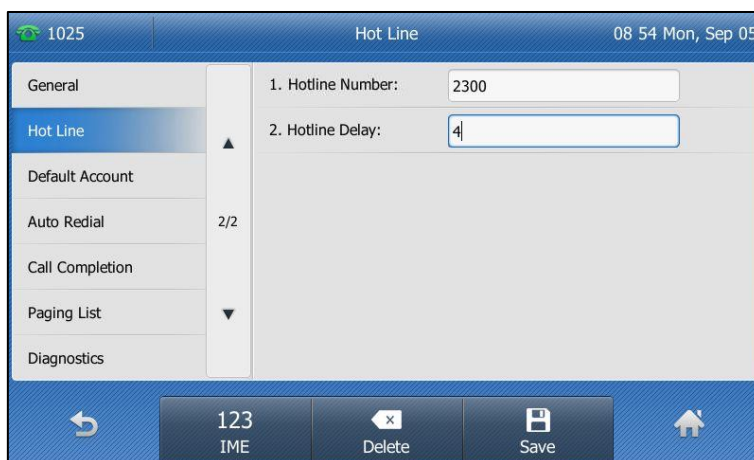 1025 Hot Line 08 54 Mon, Sep 05
General
Hot Line
Default Account
Auto Redial
Call Completion
Paging List
Diagnostics
2/2
1. Hotline Number: 2300
2. Hotline Delay: 4
123 Delete Save
IME